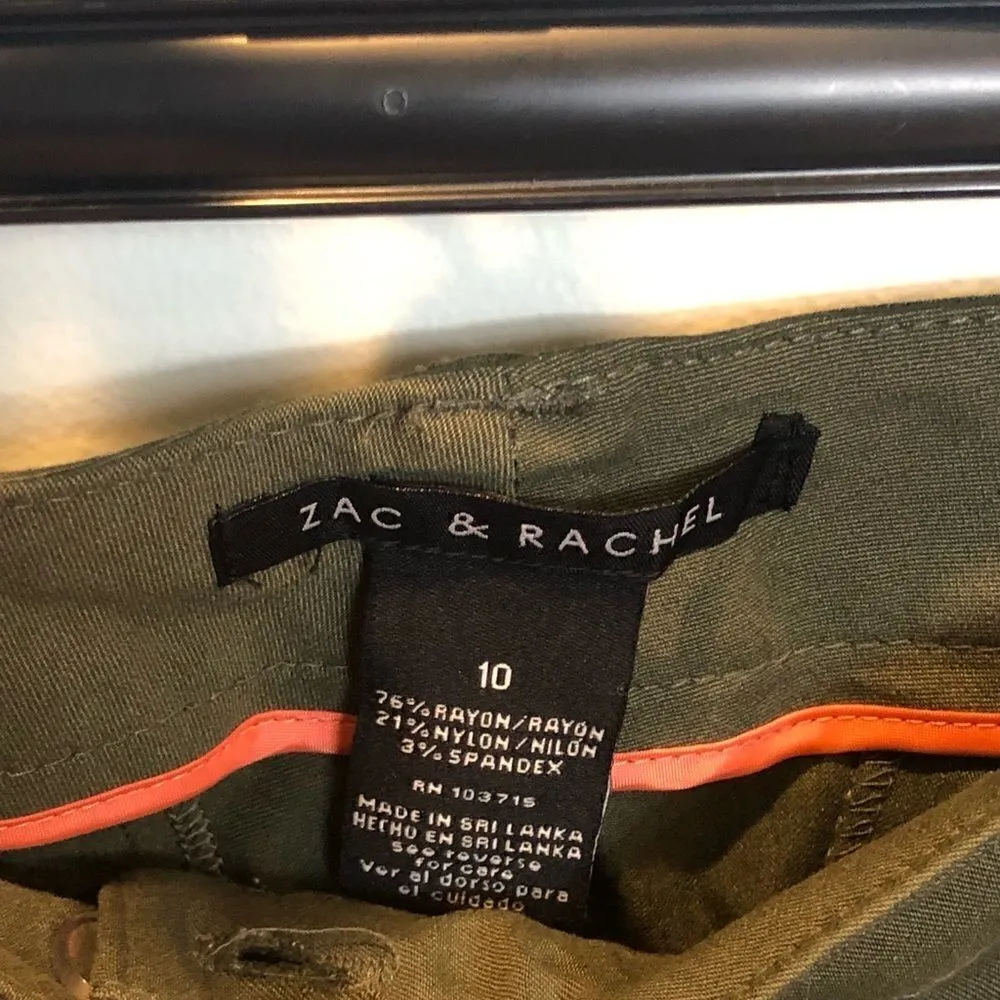 ZAC & RACHEL
10
76% RAYON/RAYÓN
21% NYLON/NILÓN
3% SPANDEX
RN 103715
MADE IN SRI LANKA
HECHO EN SRI LANKA
See reverse
for care
Ver al dorso para
el cuidado